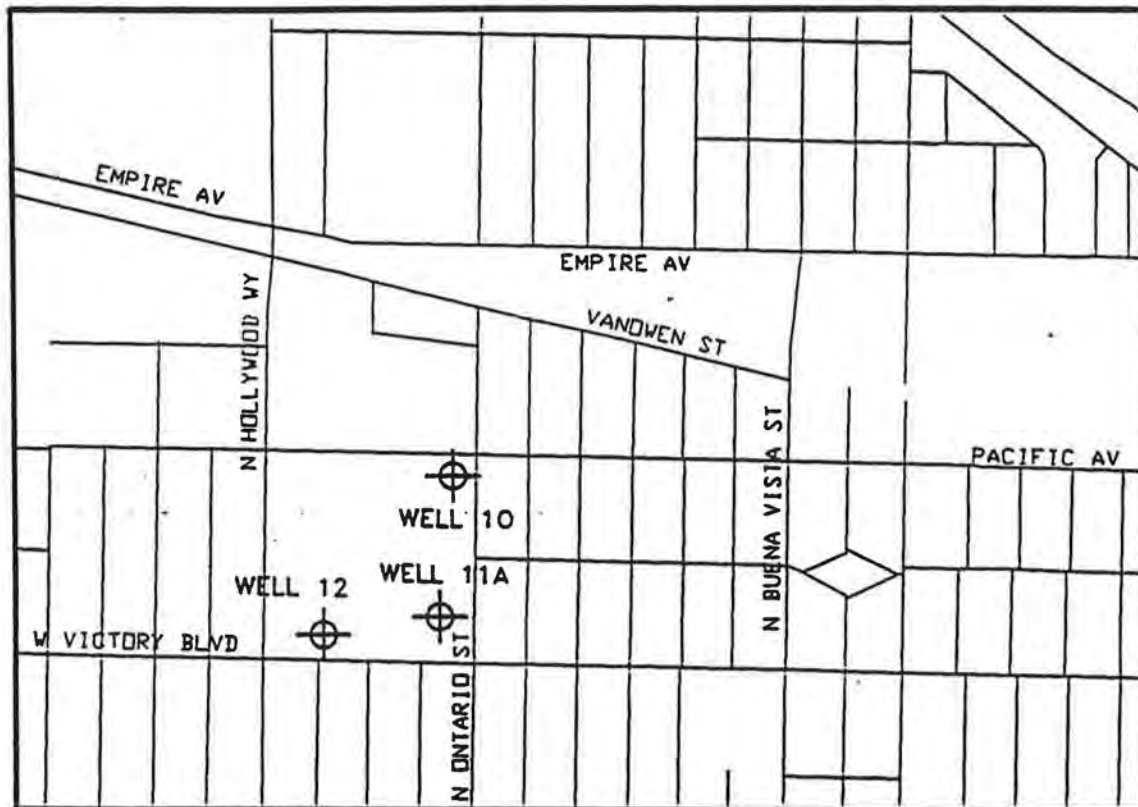 EMPIRE AV
EMPIRE AV
N HOLLYWOOD WY
VANOWEN ST
N BUENA VISTA ST
PACIFIC AV
WELL 10
WELL 12
WELL 11A
W VICTORY BLVD
N ONTARIO ST